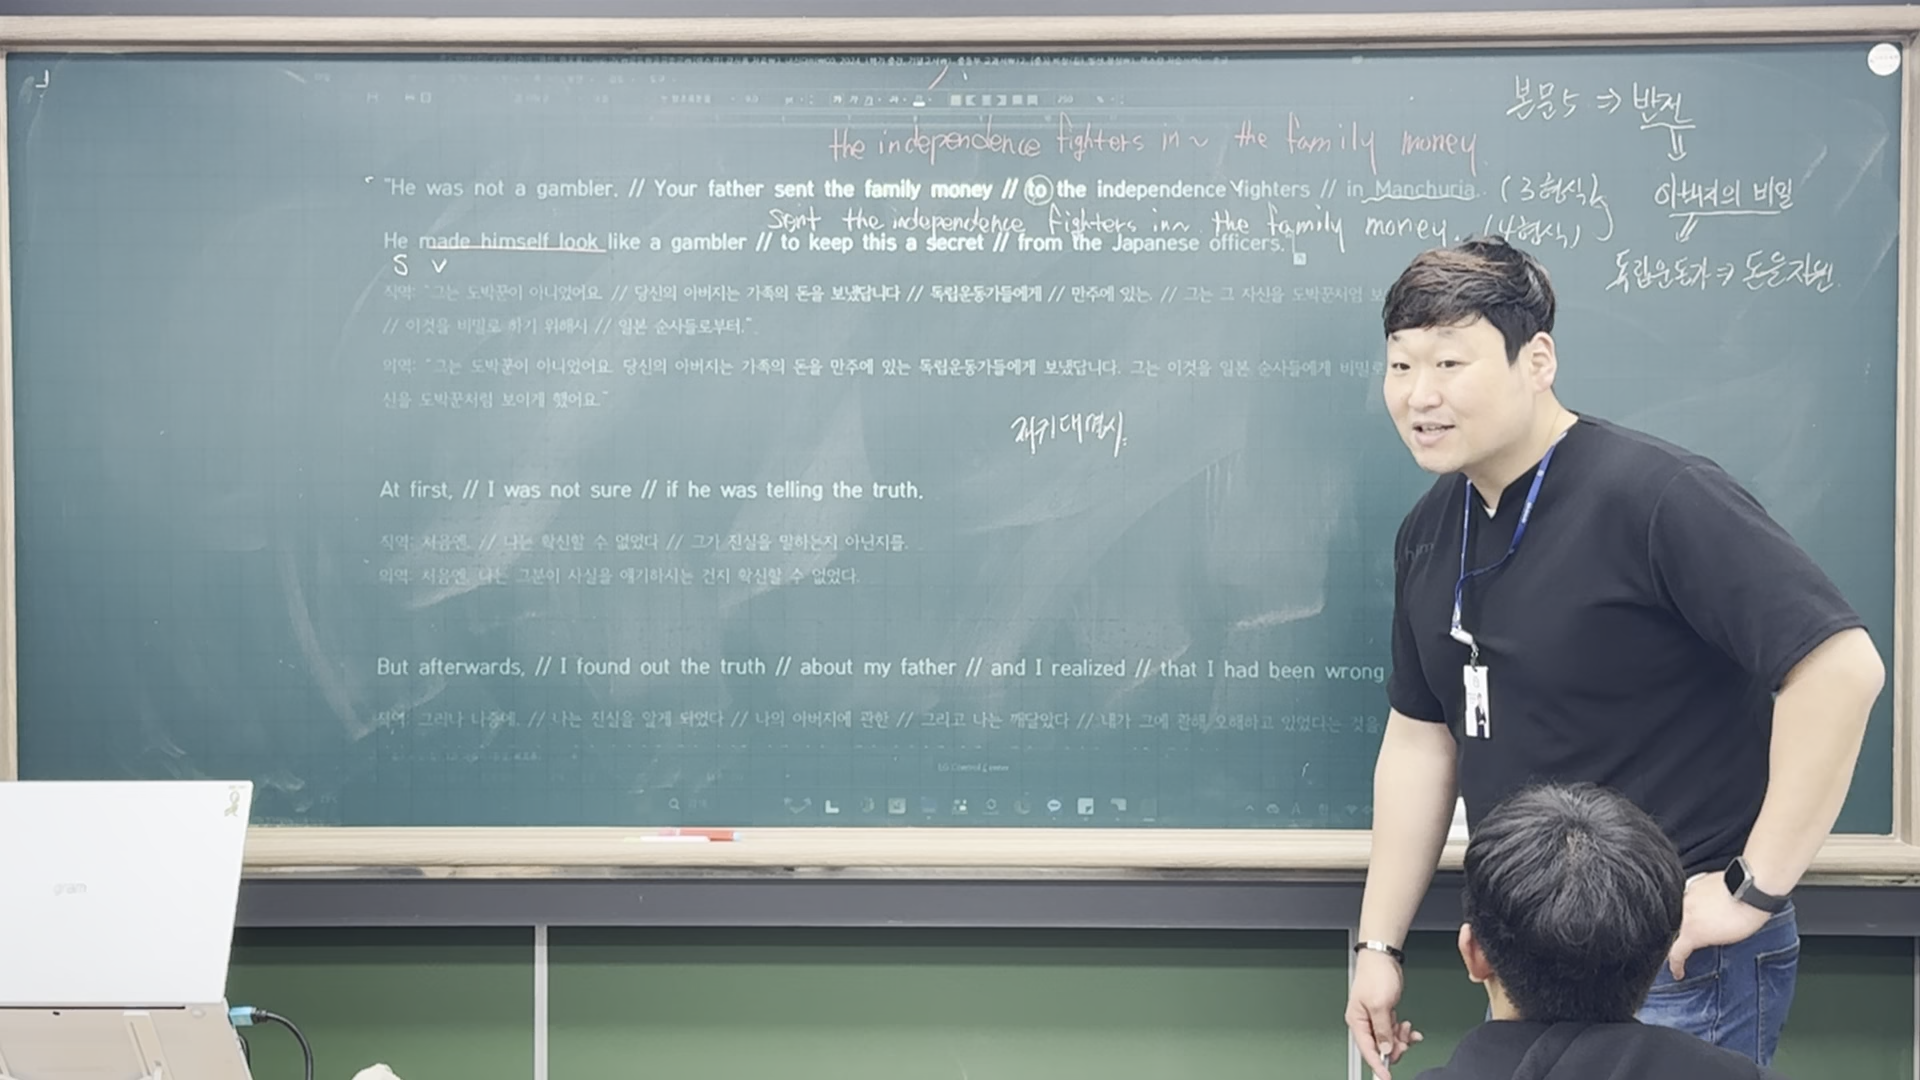 본문5 ⇒ 반전
the independence fighters in ~ the family money.
"He was not a gambler. // Your father sent the family money // to the independence fighters // in Manchuria. (3형식)
아버지의 비밀
sent the independence fighters in~ the family money. (4형식)
He made himself look like a gambler // to keep this a secret // from the Japanese officers."
S V
독립운동가 ⇒ 돈을 지원.
직역: "그는 도박꾼이 아니었어요. // 당신의 아버지는 가족의 돈을 보냈답니다 // 독립운동가들에게 // 만주에 있는. // 그는 그 자신을 도박꾼처럼
// 이것을 비밀로 하기 위해서 // 일본 순사들로부터."
의역: "그는 도박꾼이 아니었어요. 당신의 아버지는 가족의 돈을 만주에 있는 독립운동가들에게 보냈답니다. 그는 이것을 일본 순사들에게 비밀로
신을 도박꾼처럼 보이게 했어요."
재귀대명사.
At first, // I was not sure // if he was telling the truth.
직역: 처음엔, // 나는 확신할 수 없었다 // 그가 진실을 말하는지 아닌지를.
의역: 처음엔, 나는 그분이 사실을 얘기하시는 건지 확신할 수 없었다.
But afterwards, // I found out the truth // about my father // and I realized // that I had been wrong
직역: 그러나 나중에, // 나는 진실을 알게 되었다 // 나의 아버지에 관한 // 그리고 나는 깨달았다 // 내가 그에 관해 오해하고 있었다는 것을
LG Control Center
gram